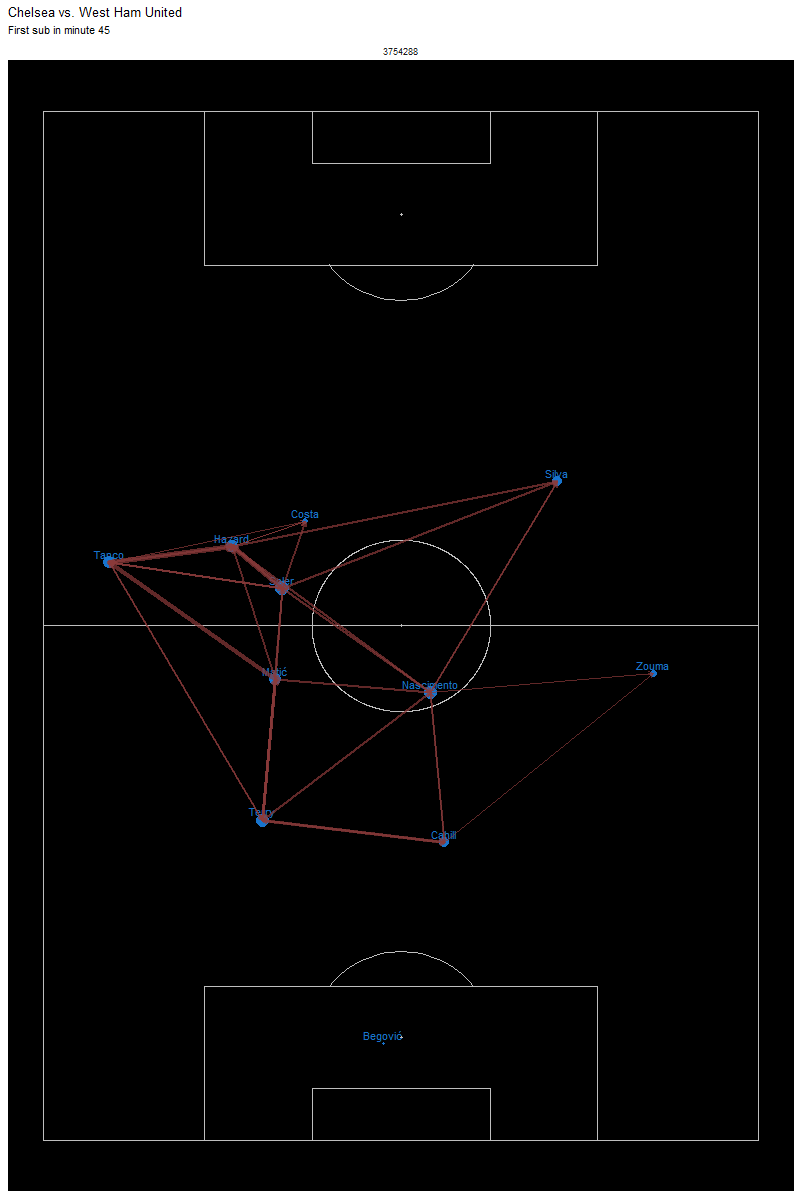 Chelsea vs. West Ham United
First sub in minute 45
3754288
Silva
Costa
Hazard
Tanco
Soler
Zouma
Matić
Nascimento
Terry
Cahill
Begović